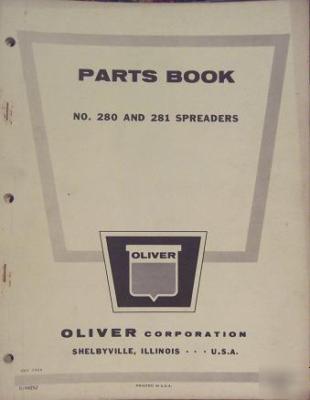 PARTS BOOK
NO. 280 AND 281 SPREADERS
OLIVER
OLIVER CORPORATION
SHELBYVILLE, ILLINOIS · · · U.S.A.
PRINTED IN U.S.A.